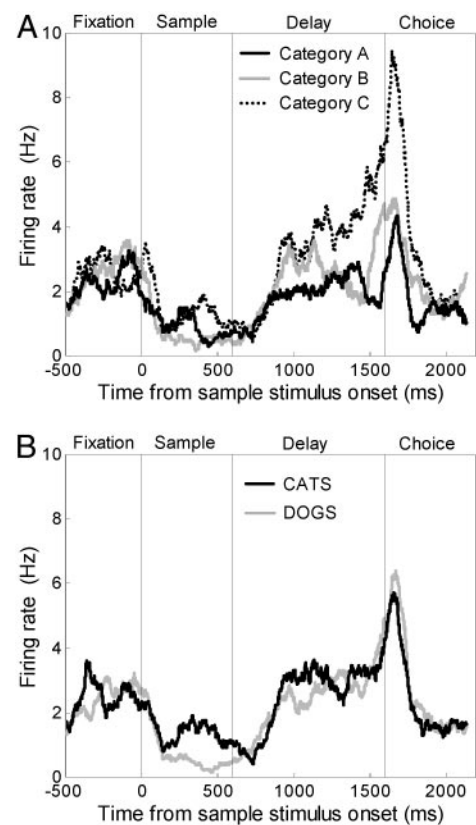 A
Fixation Sample Delay Choice
10
8
6
4
2
0
Firing rate (Hz)
Category A
Category B
Category C
-500 0 500 1000 1500 2000
Time from sample stimulus onset (ms)
B
Fixation Sample Delay Choice
10
8
6
4
2
0
Firing rate (Hz)
CATS
DOGS
-500 0 500 1000 1500 2000
Time from sample stimulus onset (ms)